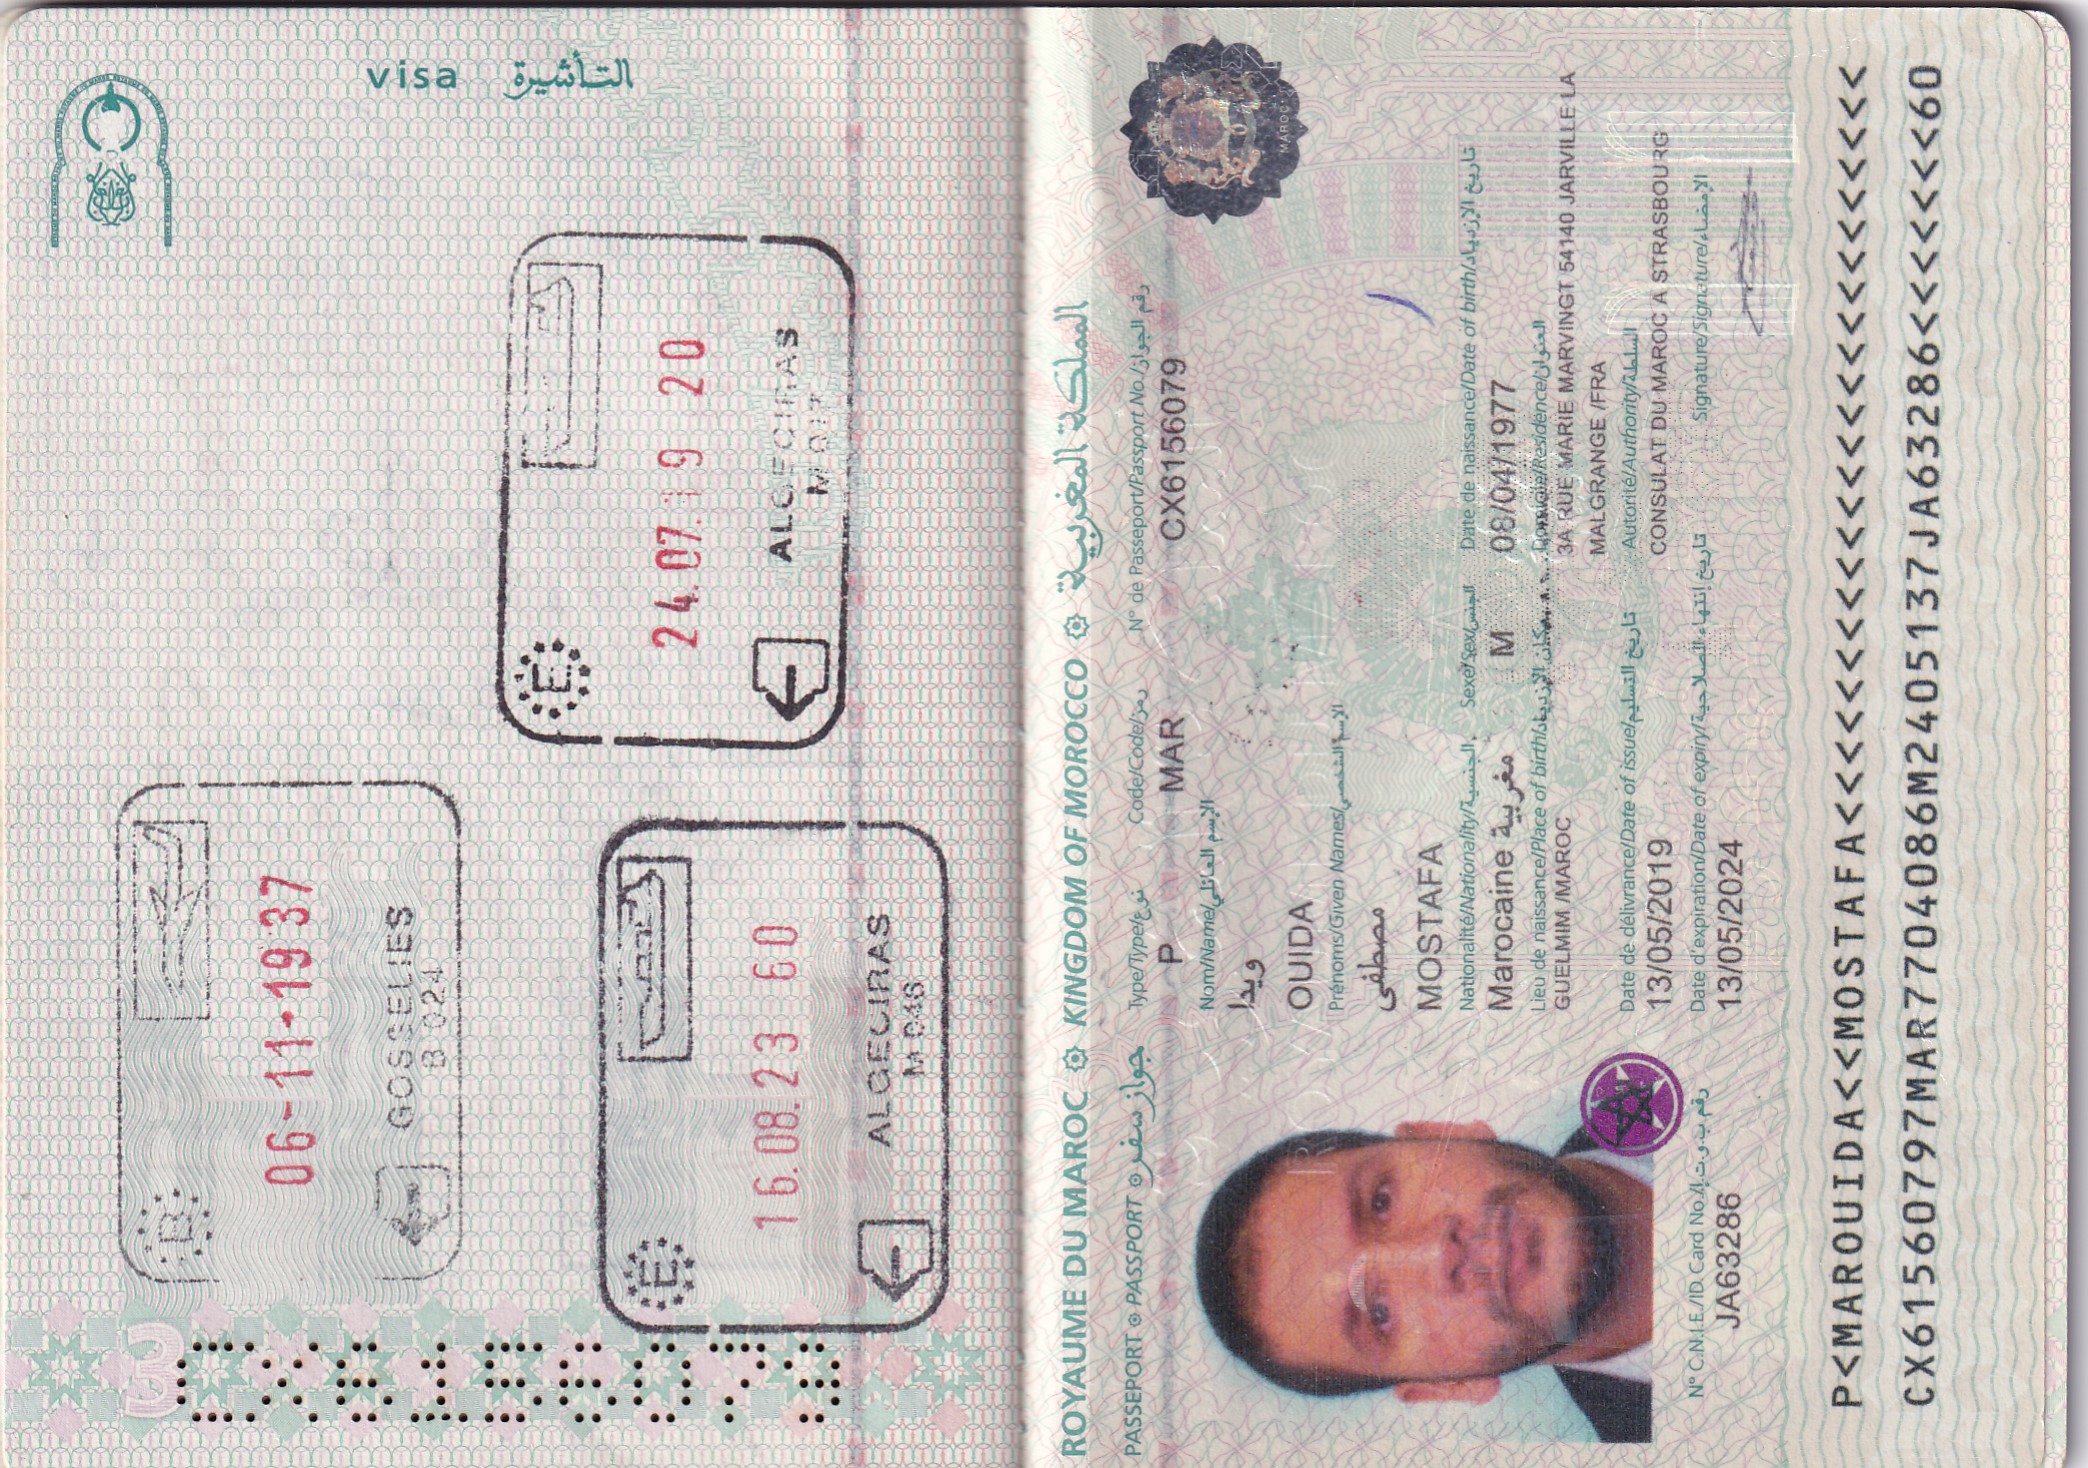 visa التأشيرة
CX6156079
06-11-1937
GOSSELIES
B 024
E
24.07.19 20
ALGECIRAS
M 017
E
16.08.23 60
ALGECIRAS
M 046
ROYAUME DU MAROC KINGDOM OF MOROCCO المملكة المغربية
PASSEPORT PASSPORT جواز سفر
Type/Type/نوع Code/Code/رمز N° de Passeport/Passport No./رقم الجواز
P MAR CX6156079
Nom/Name/الإسم العائلي
ويدا
OUIDA
Prénoms/Given Names/الإسم الشخصي
مصطفى
MOSTAFA
Nationalité/Nationality/الجنسية Sexe/Sex/الجنس Date de naissance/Date of birth/تاريخ الإزدياد
Marocaine مغربية M 08/04/1977
Lieu de naissance/Place of birth/مكان الإزدياد Domicile/Residence/العنوان
GUELMIM /MAROC 3A RUE MARIE MARVINGT 54140 JARVILLE LA
MALGRANGE /FRA
Date de délivrance/Date of issue/تاريخ التسليم Autorité/Authority/السلطة
13/05/2019 CONSULAT DU MAROC A STRASBOURG
N° C.N.I.E./ID. Card No./رقم ب.و.ت.إ Date d'expiration/Date of expiry/تاريخ إنتهاء الصلاحية Signature/Signature/الإمضاء
JA63286 13/05/2024
MAROC
P<MAROUIDA<<MOSTAFA<<<<<<<<<<<<<<<<<<<<<<<<<
CX61560797MAR7704086M2405137JA63286<<<<<<<60